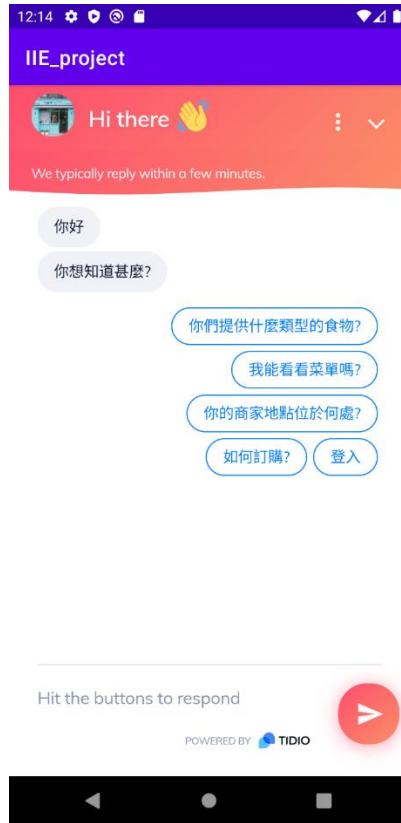 12:14
IIE_project
Hi there 👋
We typically reply within a few minutes.
你好
你想知道甚麼?
你們提供什麼類型的食物?
我能看看菜單嗎?
你的商家地點位於何處?
如何訂購? 登入
Hit the buttons to respond
POWERED BY TIDIO